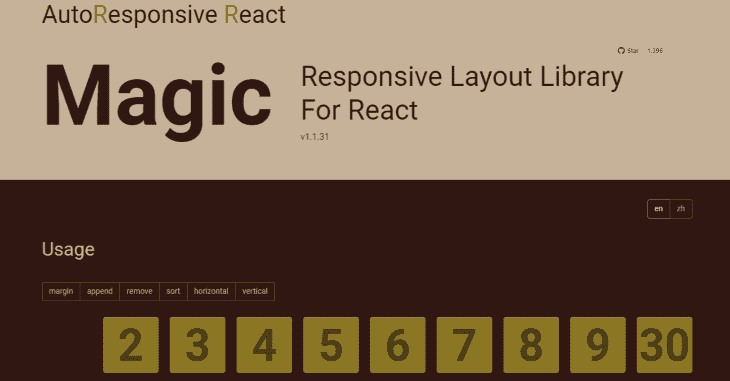 AutoResponsive React
Star 1,396
Magic
Responsive Layout Library
For React
v1.1.31
en zh
Usage
margin append remove sort horizontal vertical
2 3 4 5 6 7 8 9 30